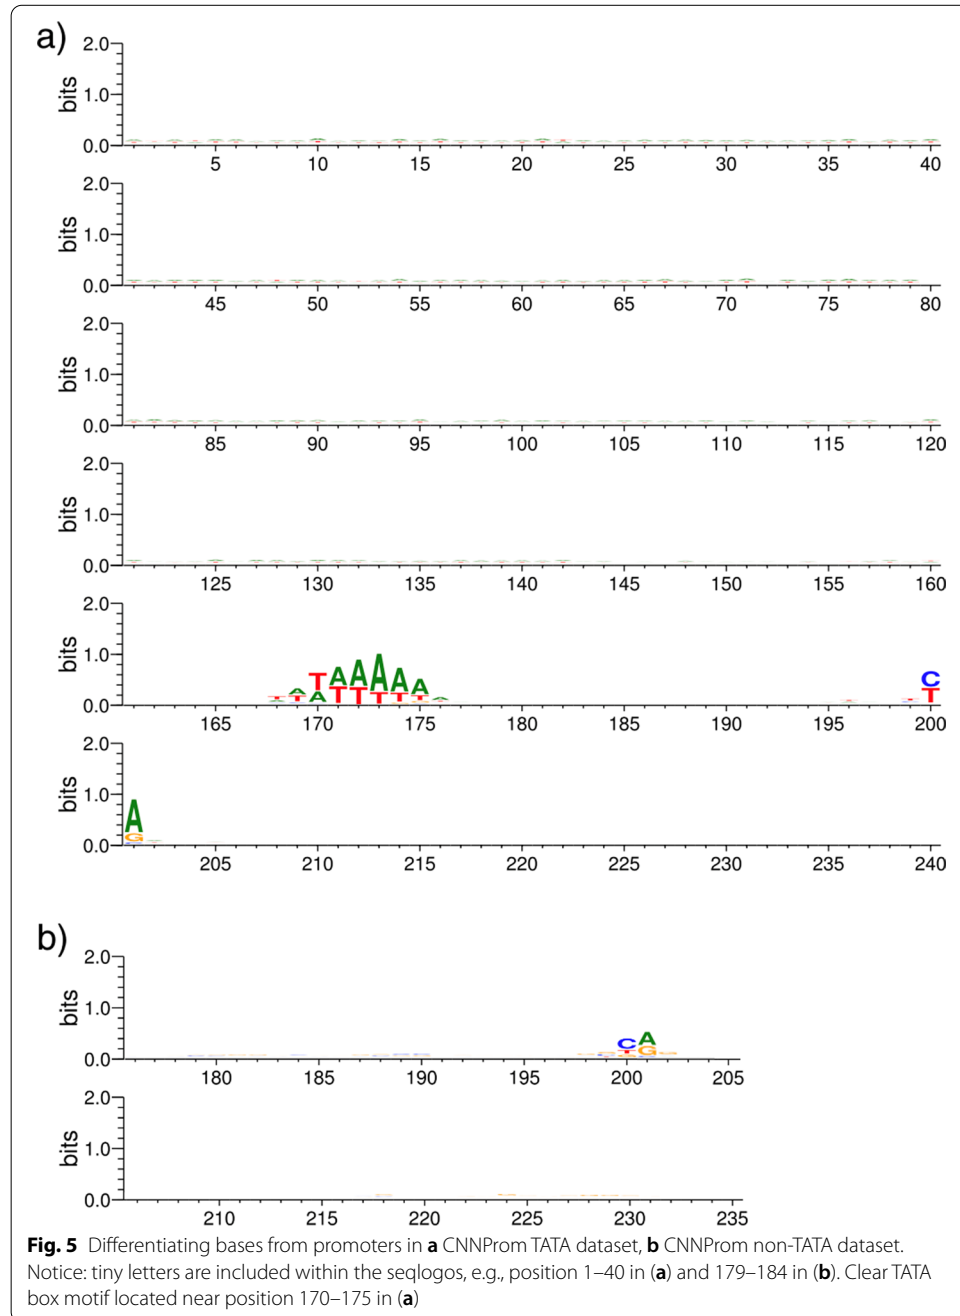 a)
2.0
1.0
0.0
bits
5 10 15 20 25 30 35 40
2.0
1.0
0.0
bits
45 50 55 60 65 70 75 80
2.0
1.0
0.0
bits
85 90 95 100 105 110 115 120
2.0
1.0
0.0
bits
125 130 135 140 145 150 155 160
2.0
1.0
0.0
bits
T A A A A A A C
A T T T T T T
165 170 175 180 185 190 195 200
2.0
1.0
0.0
bits
A
G
205 210 215 220 225 230 235 240
b)
2.0
1.0
0.0
bits
C A
T G
180 185 190 195 200 205
2.0
1.0
0.0
bits
210 215 220 225 230 235
Fig. 5 Differentiating bases from promoters in a CNNProm TATA dataset, b CNNProm non-TATA dataset.
Notice: tiny letters are included within the seqlogos, e.g., position 1–40 in (a) and 179–184 in (b). Clear TATA
box motif located near position 170–175 in (a)